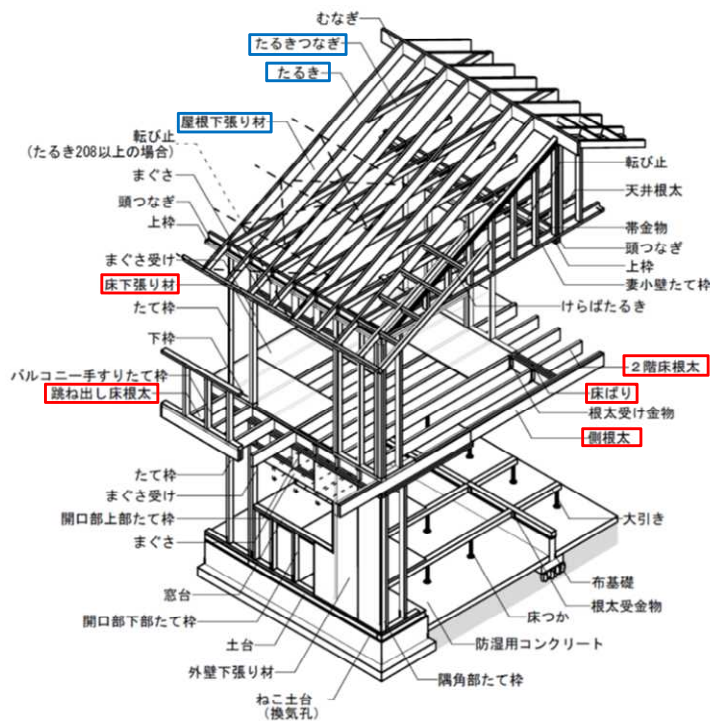 むなぎ
たるきつなぎ
たるき
屋根下張り材
転び止
(たるき208以上の場合)
まぐさ
頭つなぎ
上枠
まぐさ受け
床下張り材
たて枠
下枠
バルコニー手すりたて枠
跳ね出し床根太
たて枠
まぐさ受け
開口部上部たて枠
まぐさ
窓台
開口部下部たて枠
土台
外壁下張り材
ねこ土台
(換気孔)
転び止
天井根太
帯金物
頭つなぎ
上枠
妻小壁たて枠
けらばたるき
2階床根太
床ばり
根太受け金物
側根太
大引き
布基礎
根太受金物
床つか
防湿用コンクリート
隅角部たて枠